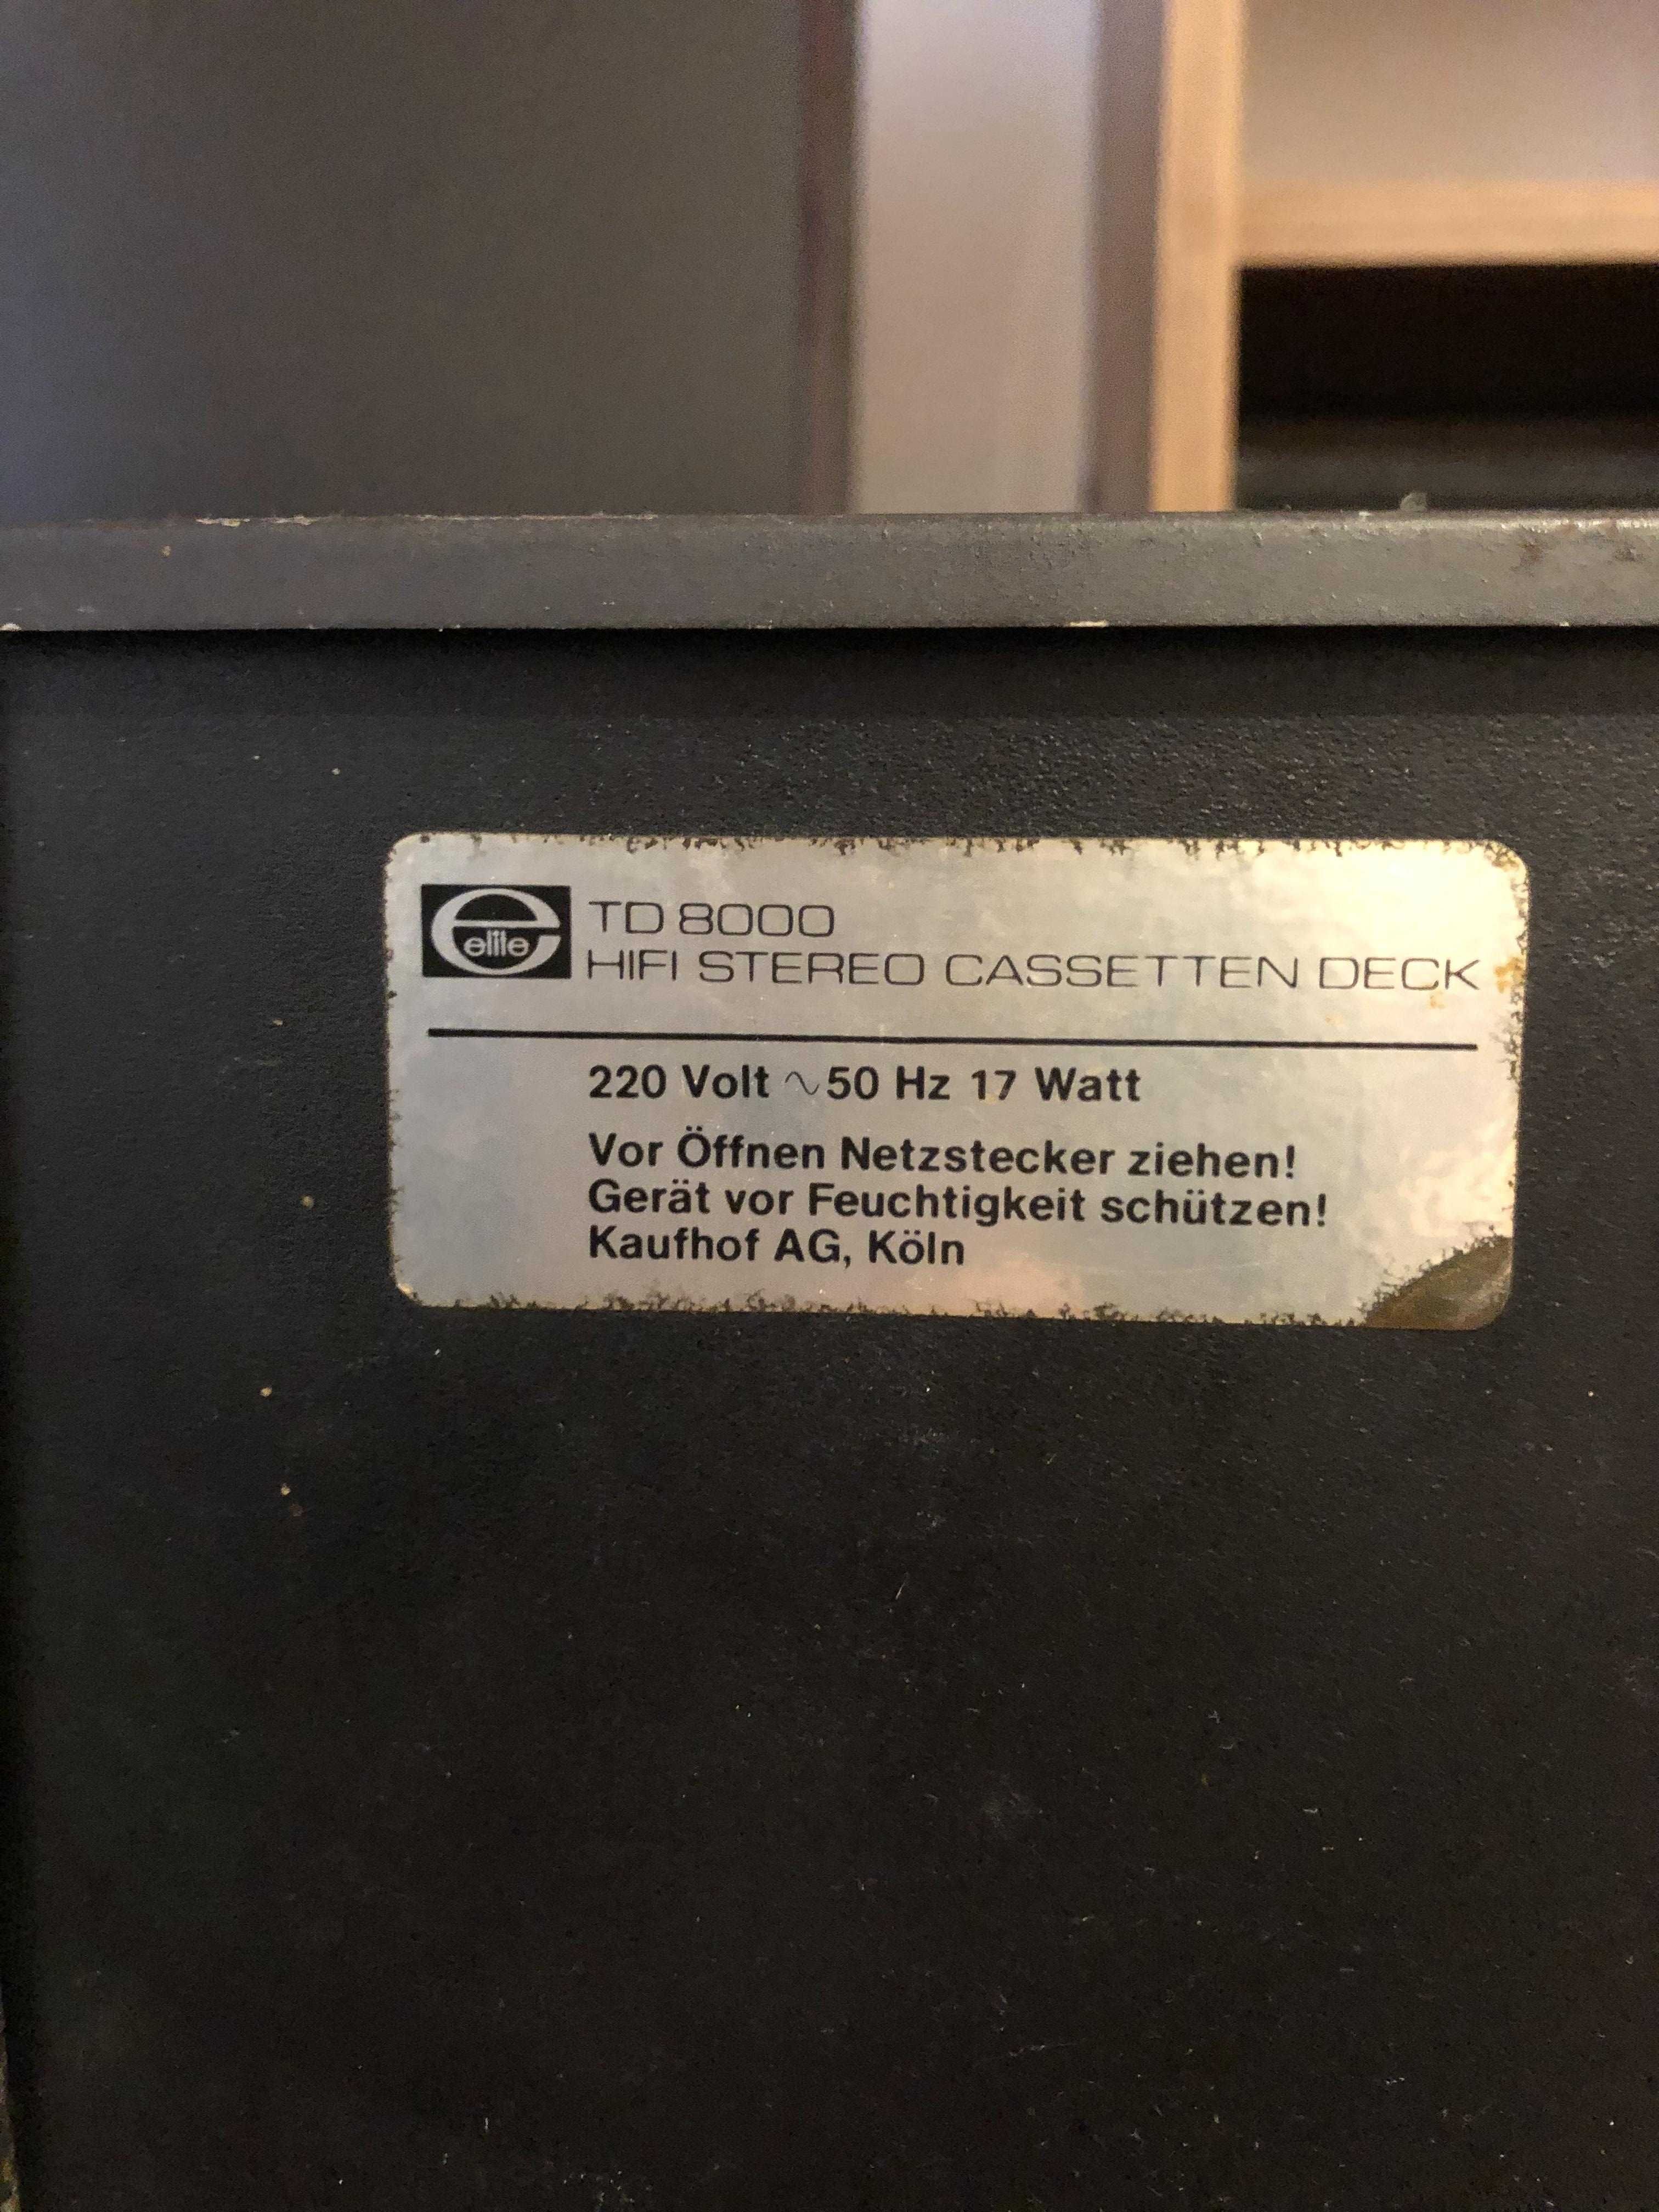 elite
TD 8000
HIFI STEREO CASSETTEN DECK
220 Volt ∿ 50 Hz 17 Watt
Vor Öffnen Netzstecker ziehen!
Gerät vor Feuchtigkeit schützen!
Kaufhof AG, Köln